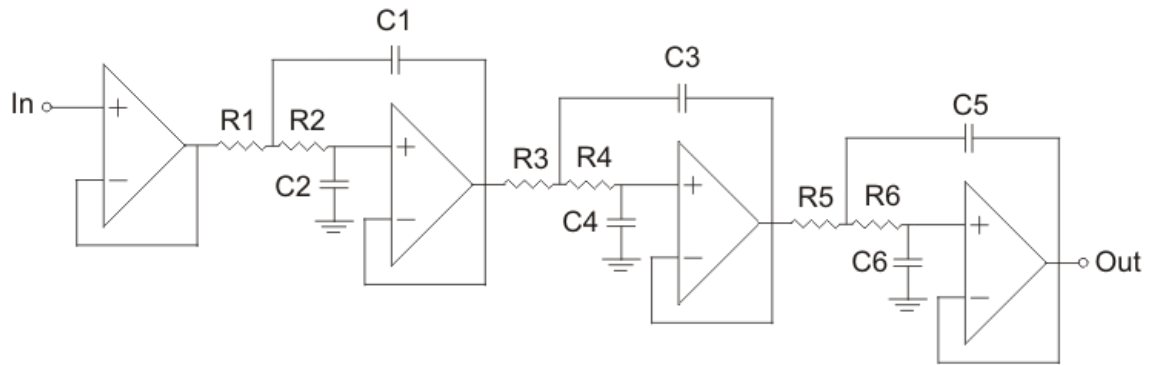 C1
C3
In
R1
R2
C5
+
+
R3
R4
C2
+
R5
R6
C4
+
C6
Out